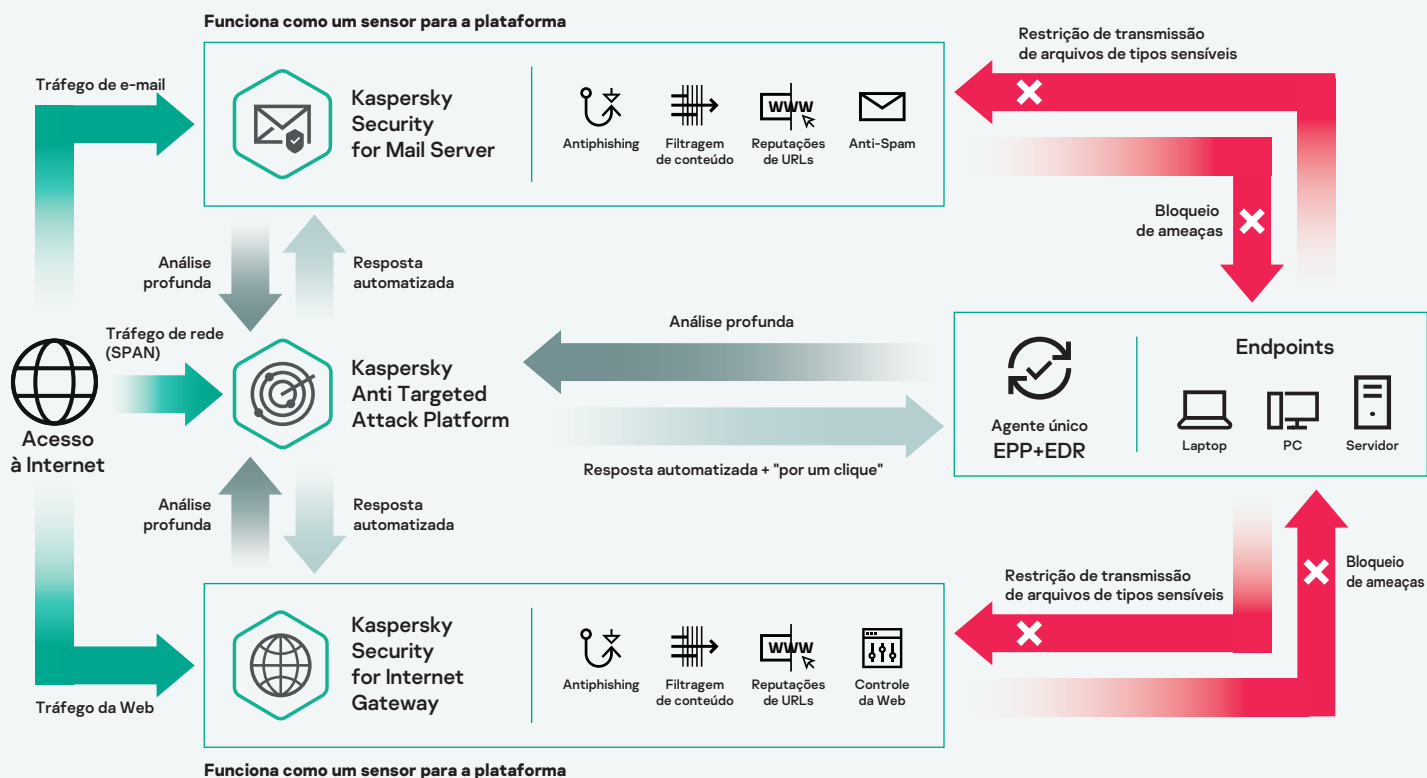 Funciona como um sensor para a plataforma
Tráfego de e-mail
Kaspersky
Security
for Mail Server
Antiphishing
Filtragem
de conteúdo
www
Reputações
de URLs
Anti-Spam
Restrição de transmissão
de arquivos de tipos sensíveis
Bloqueio
de ameaças
Análise
profunda
Resposta
automatizada
Acesso
à Internet
Tráfego de rede
(SPAN)
Kaspersky
Anti Targeted
Attack Platform
Análise profunda
Resposta automatizada + "por um clique"
Agente único
EPP+EDR
Endpoints
Laptop
PC
Servidor
Análise
profunda
Resposta
automatizada
Tráfego da Web
Kaspersky
Security
for Internet
Gateway
Antiphishing
Filtragem
de conteúdo
www
Reputações
de URLs
Controle
da Web
Restrição de transmissão
de arquivos de tipos sensíveis
Bloqueio
de ameaças
Funciona como um sensor para a plataforma